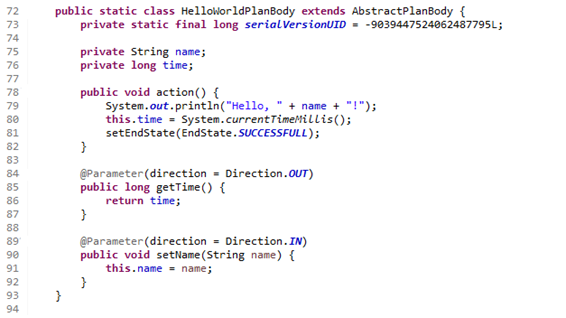 72 public static class HelloWorldPlanBody extends AbstractPlanBody {
73 private static final long serialVersionUID = -9039447524062487795L;
74
75 private String name;
76 private long time;
77
78 public void action() {
79 System.out.println("Hello, " + name + "!");
80 this.time = System.currentTimeMillis();
81 setEndState(EndState.SUCCESSFULL);
82 }
83
84 @Parameter(direction = Direction.OUT)
85 public long getTime() {
86 return time;
87 }
88
89 @Parameter(direction = Direction.IN)
90 public void setName(String name) {
91 this.name = name;
92 }
93 }
94